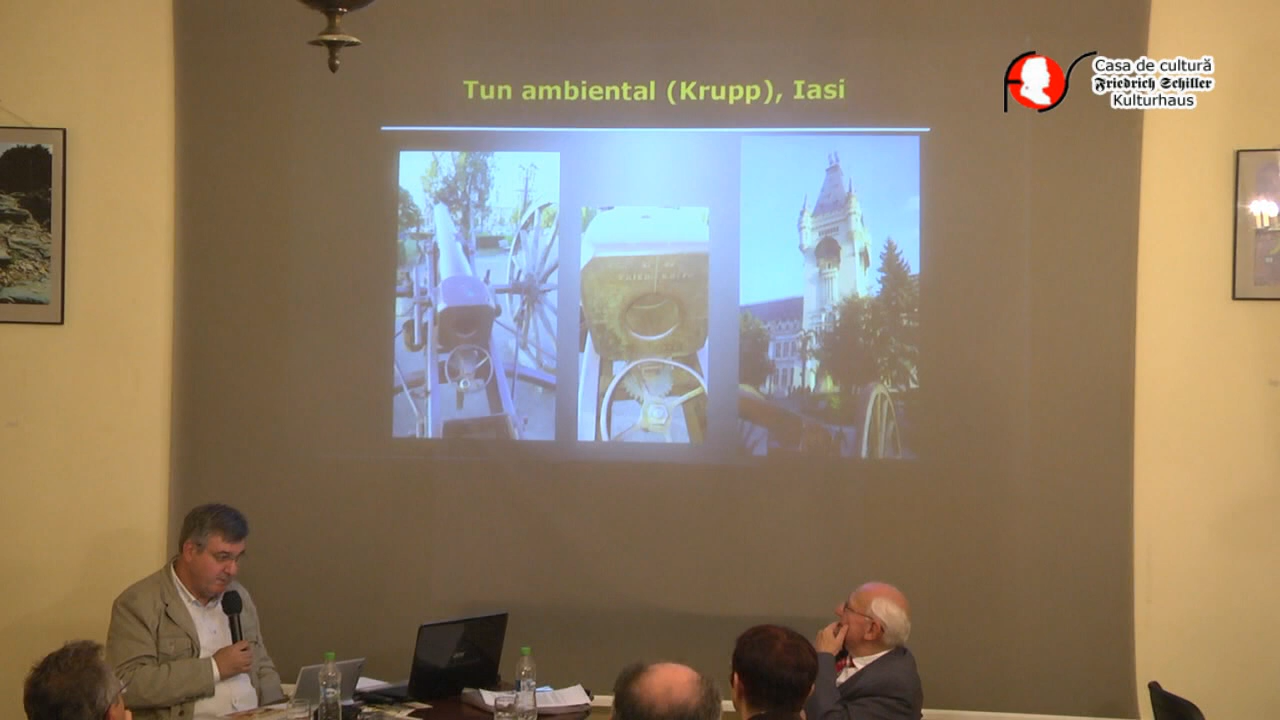 Tun ambiental (Krupp), Iasi
Casa de cultură
Friedrich Schiller
Kulturhaus